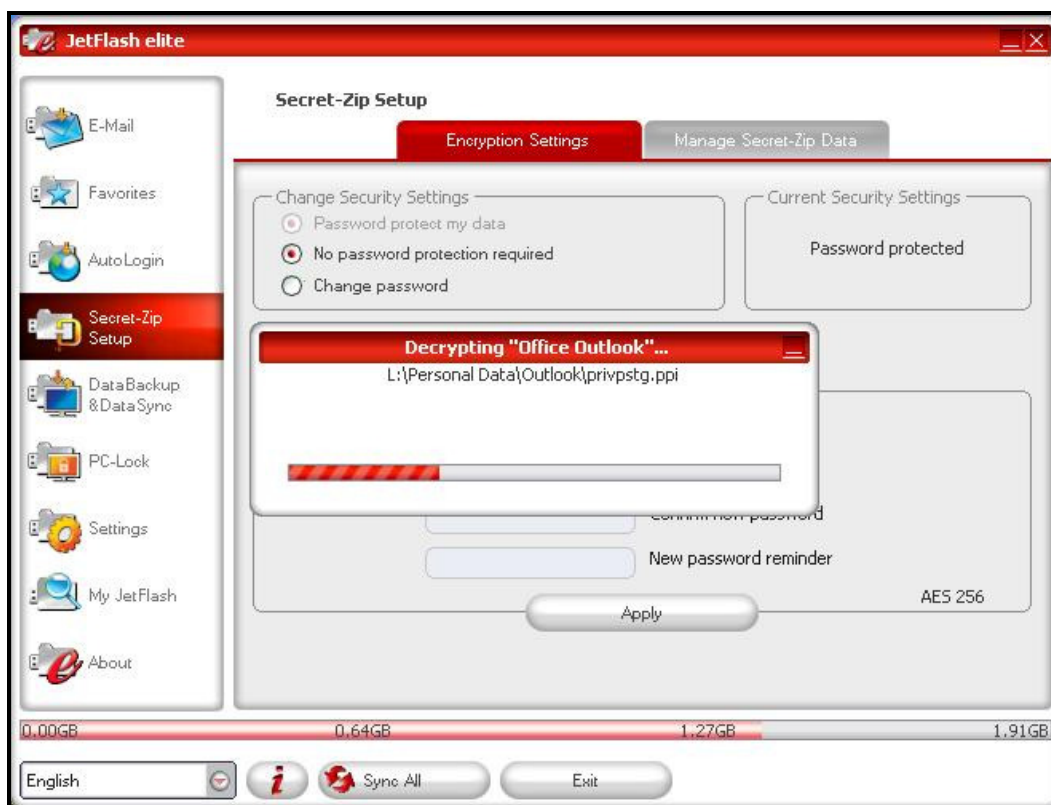 JetFlash elite
E-Mail
Favorites
AutoLogin
Secret-Zip
Setup
DataBackup
&DataSync
PC-Lock
Settings
My JetFlash
About
Secret-Zip Setup
Encryption Settings
Manage Secret-Zip Data
Change Security Settings
Password protect my data
No password protection required
Change password
Current Security Settings
Password protected
Decrypting "Office Outlook"...
L:\Personal Data\Outlook\privpstg.ppi
password
New password reminder
AES 256
Apply
0.00GB
0.64GB
1.27GB
1.91GB
English
i
Sync All
Exit